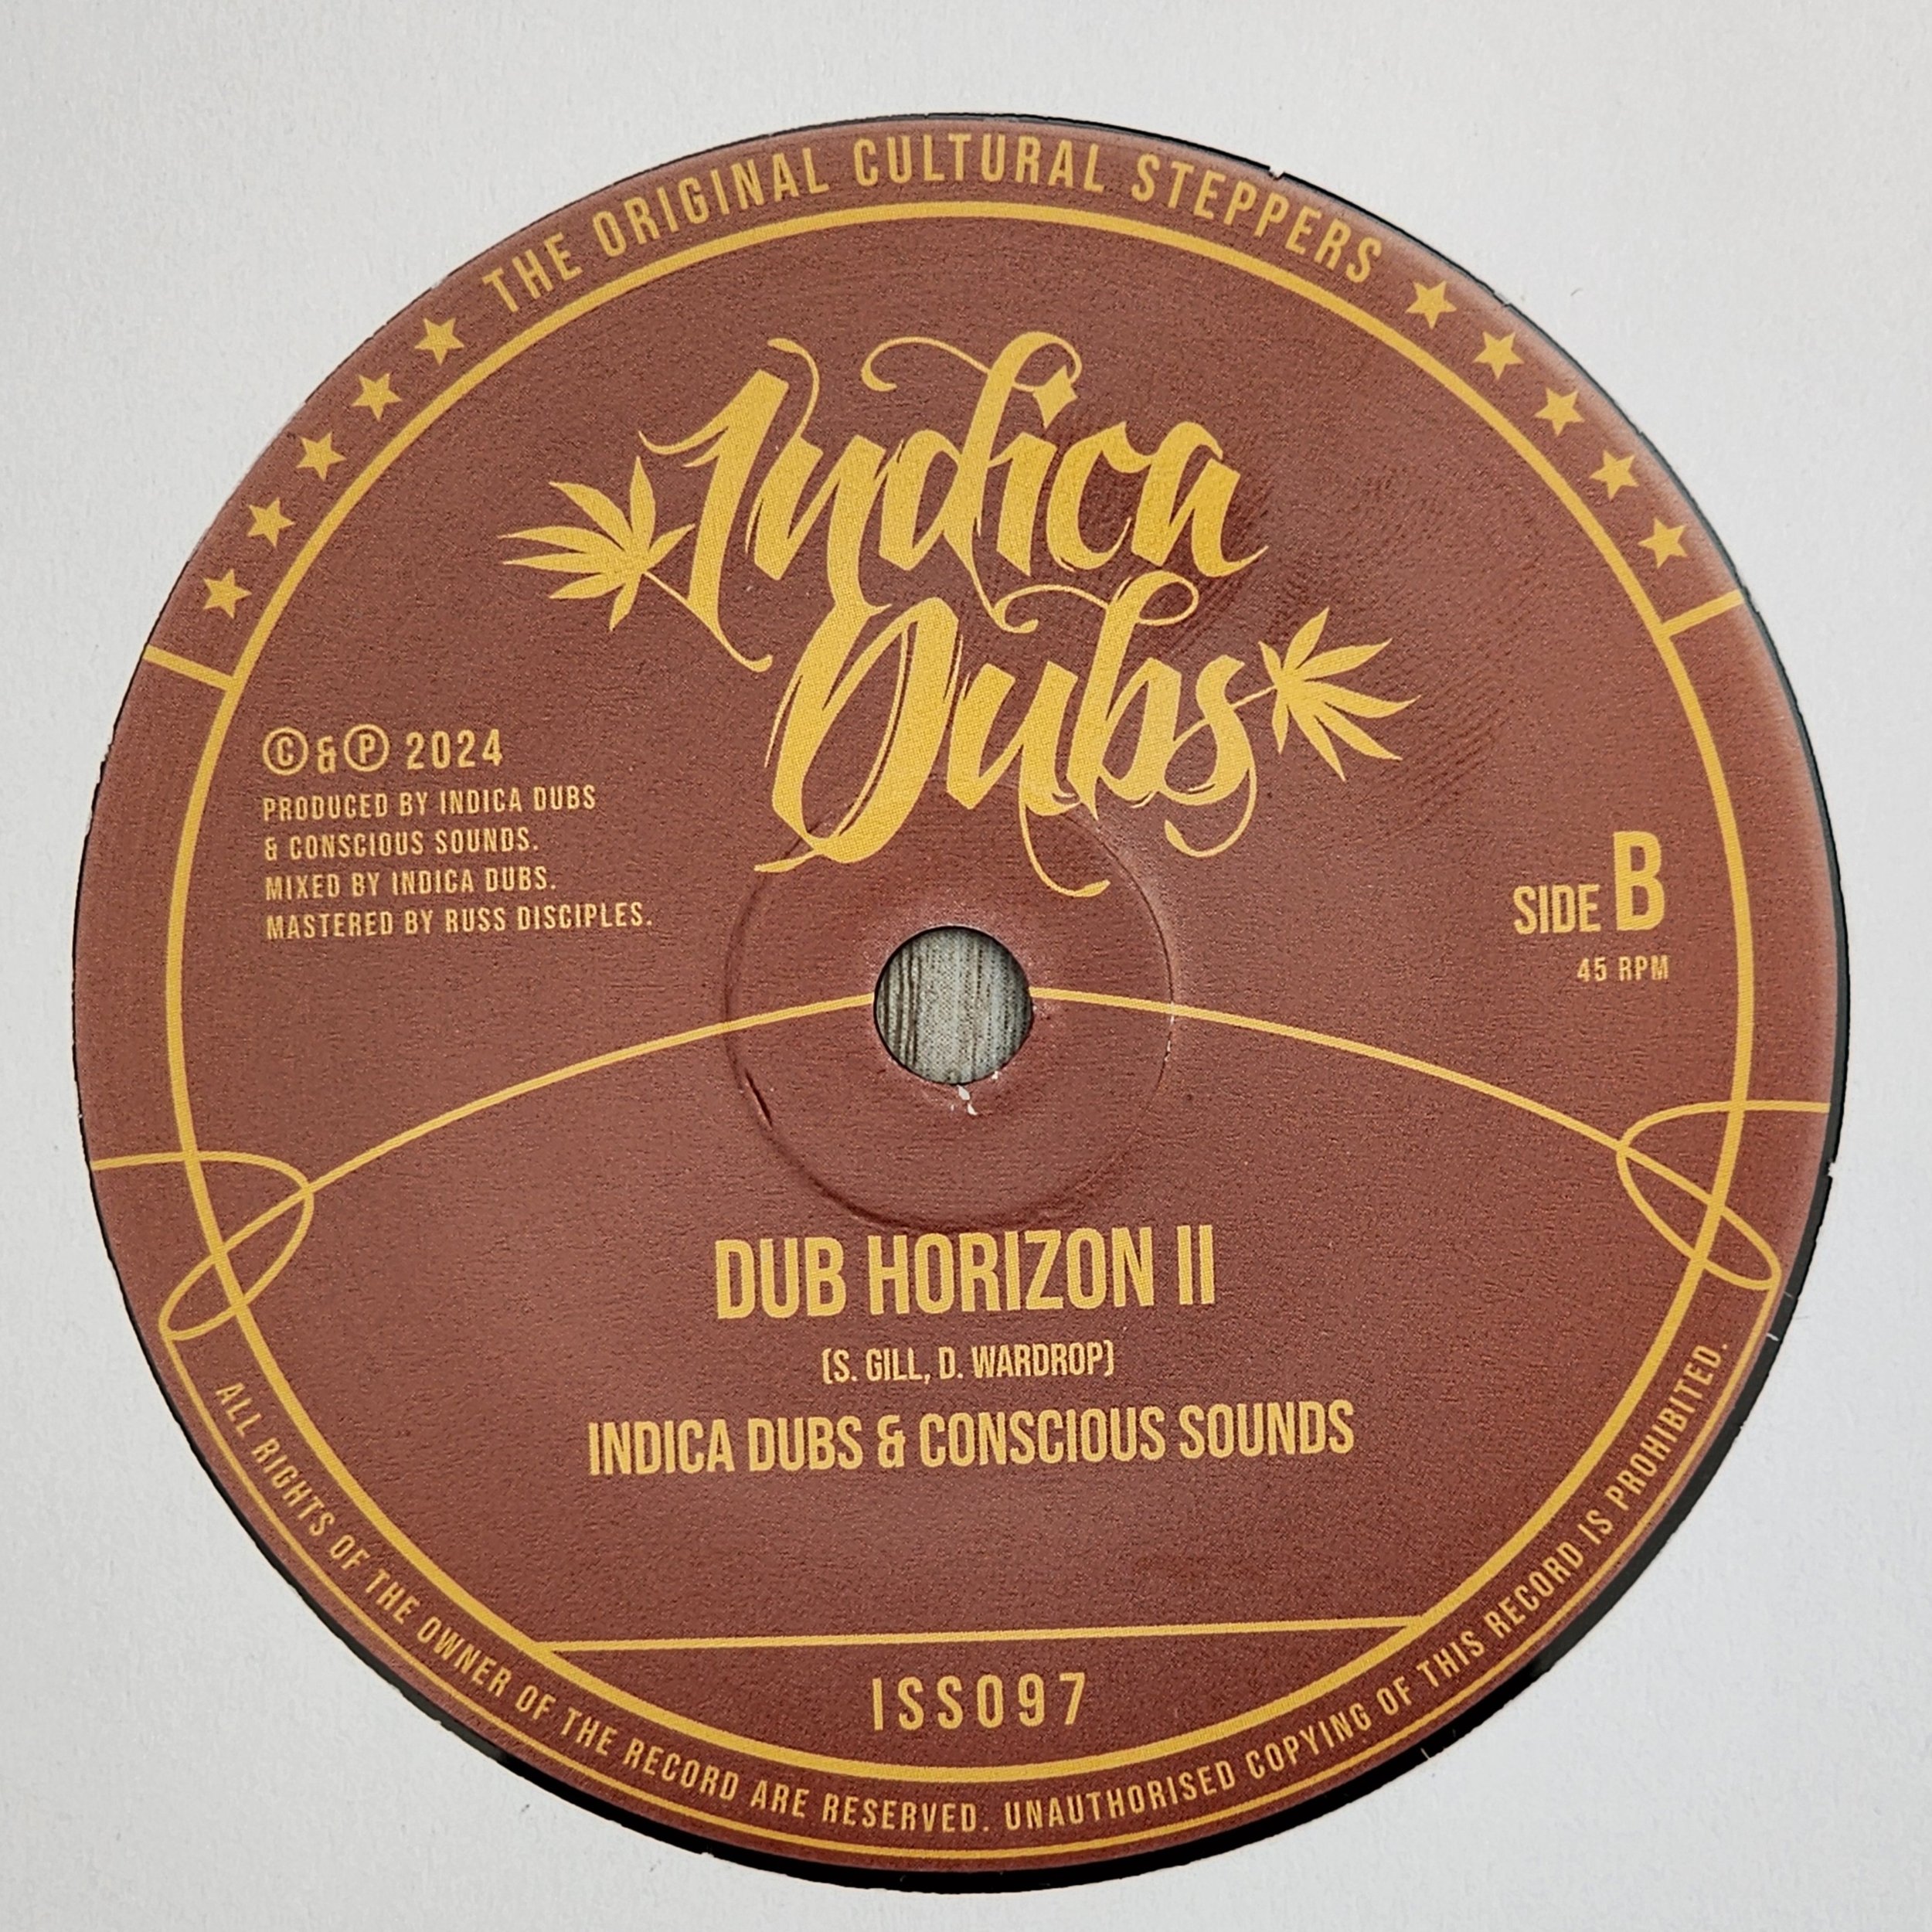 THE ORIGINAL CULTURAL STEPPERS
Indica
Dubs
©&℗ 2024
PRODUCED BY INDICA DUBS
& CONSCIOUS SOUNDS.
MIXED BY INDICA DUBS.
MASTERED BY RUSS DISCIPLES.
SIDE B
45 RPM
DUB HORIZON II
(S. GILL, D. WARDROP)
INDICA DUBS & CONSCIOUS SOUNDS
ISS097
ALL RIGHTS OF THE OWNER OF THE RECORD ARE RESERVED. UNAUTHORISED COPYING OF THIS RECORD IS PROHIBITED.